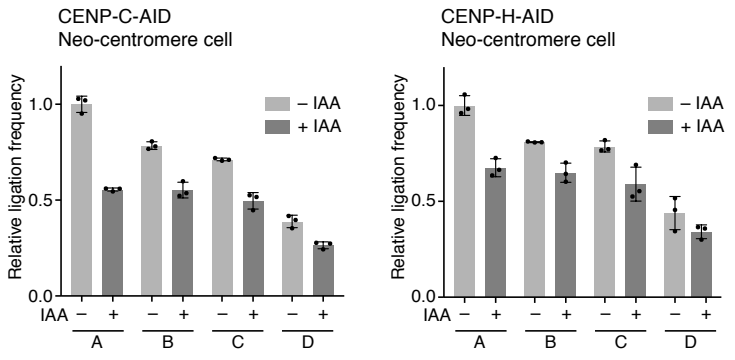 CENP-C-AID
Neo-centromere cell
Relative ligation frequency
1.0
0.5
0.0
– IAA
+ IAA
IAA – + – + – + – +
A B C D
CENP-H-AID
Neo-centromere cell
Relative ligation frequency
1.0
0.5
0.0
– IAA
+ IAA
IAA – + – + – + – +
A B C D